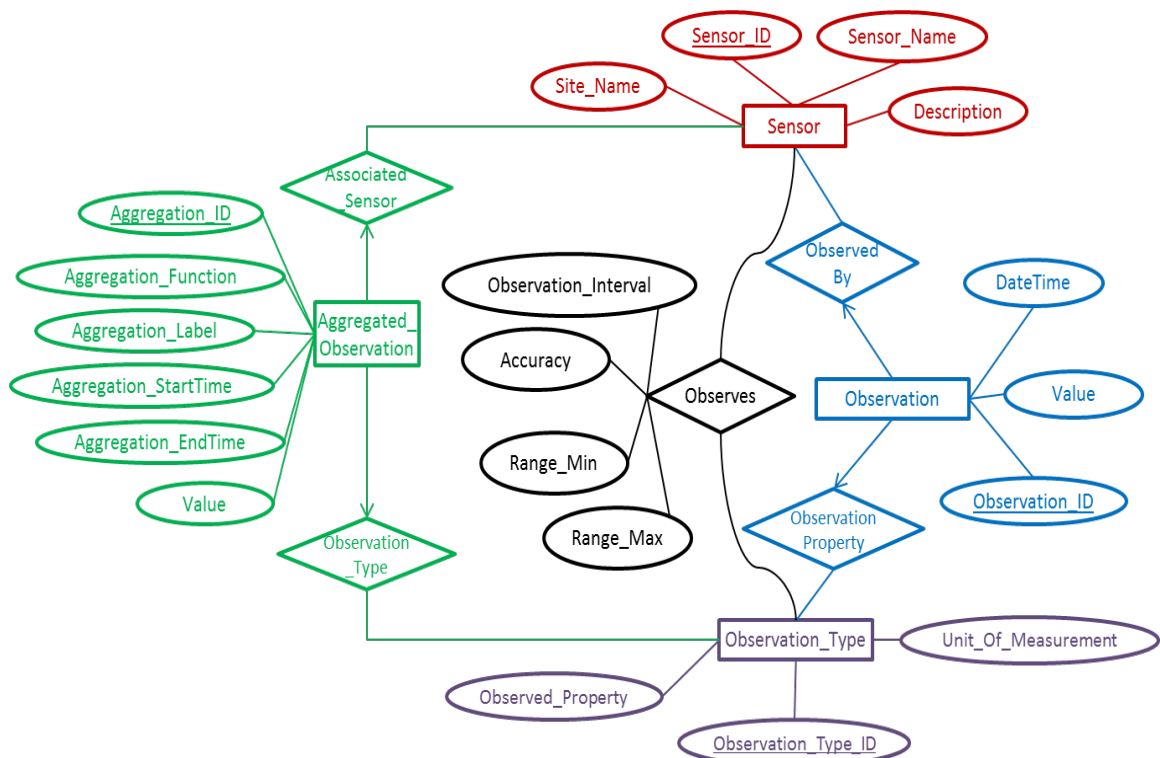 Sensor_ID
Sensor_Name
Site_Name
Description
Sensor
Associated
_Sensor
Aggregation_ID
Aggregation_Function
Aggregation_Label
Aggregation_StartTime
Aggregation_EndTime
Value
Aggregated_
Observation
Observation
_Type
Observation_Interval
Accuracy
Range_Min
Range_Max
Observes
Observed
By
DateTime
Value
Observation
Observation_ID
Observation
Property
Observation_Type
Unit_Of_Measurement
Observed_Property
Observation_Type_ID